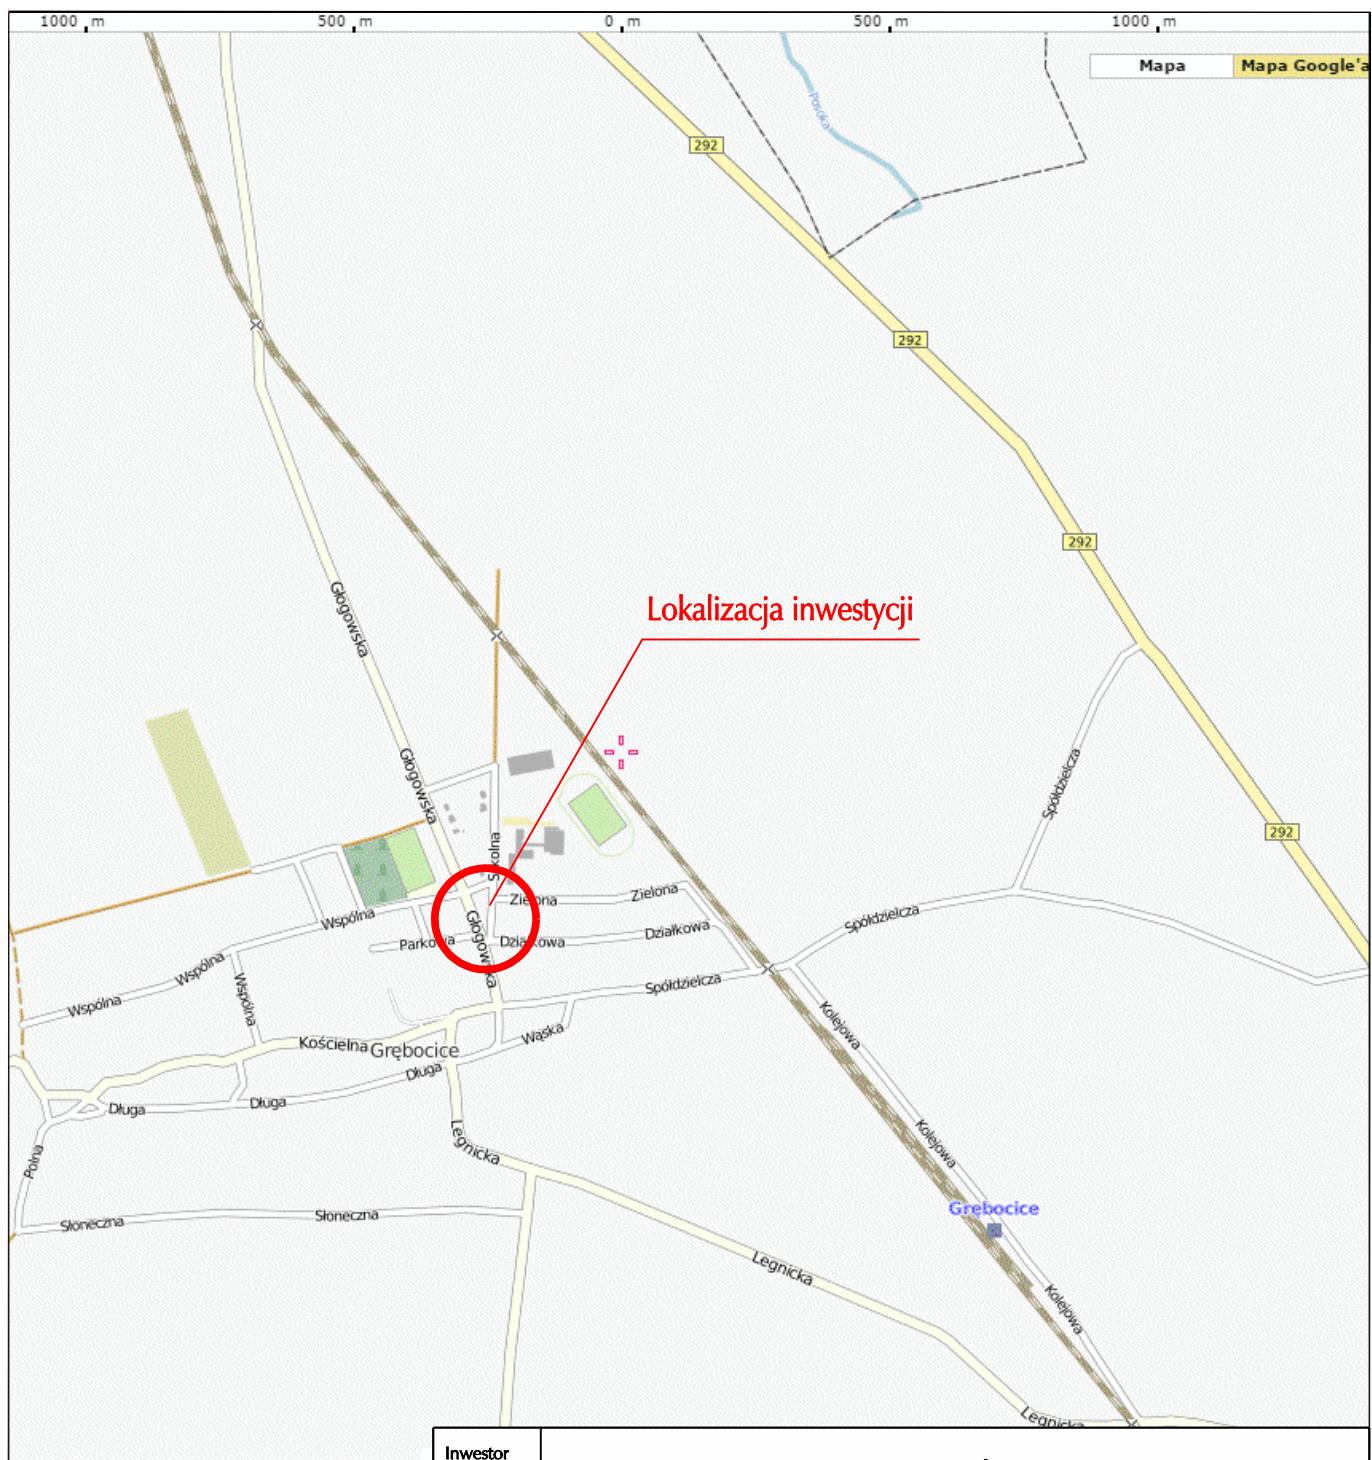 1000 m 500 m 0 m 500 m 1000 m
Mapa Mapa Google'a
Posoka
292
292
292
Głogowska
Lokalizacja inwestycji
Głogowska
Spółdzielcza
292
Szkolna
Zielona Zielona
Wspólna Głogowska Spółdzielcza
Parkowa Działkowa Działkowa
Wspólna
Wspólna Wspólna Spółdzielcza
Kościelna Grębocice Wąska Kolejowa
Długa
Długa Długa
Legnicka Kolejowa
Polna
Grębocice
Słoneczna Słoneczna
Legnicka
Kolejowa
Legnicka
Inwestor